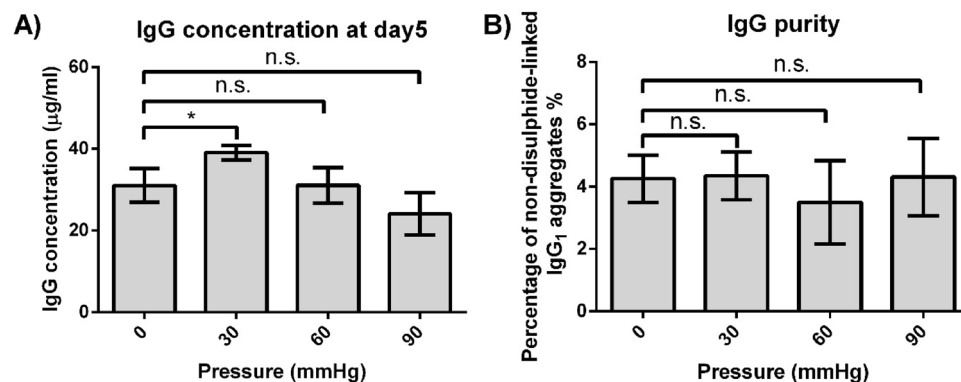 A)
IgG concentration at day5
IgG concentration (µg/ml)
60
40
20
0
n.s.
n.s.
*
0
30
60
90
Pressure (mmHg)
B)
IgG purity
Percentage of non-disulphide-linked
IgG₁ aggregates %
8
6
4
2
0
n.s.
n.s.
n.s.
0
30
60
90
Pressure (mmHg)